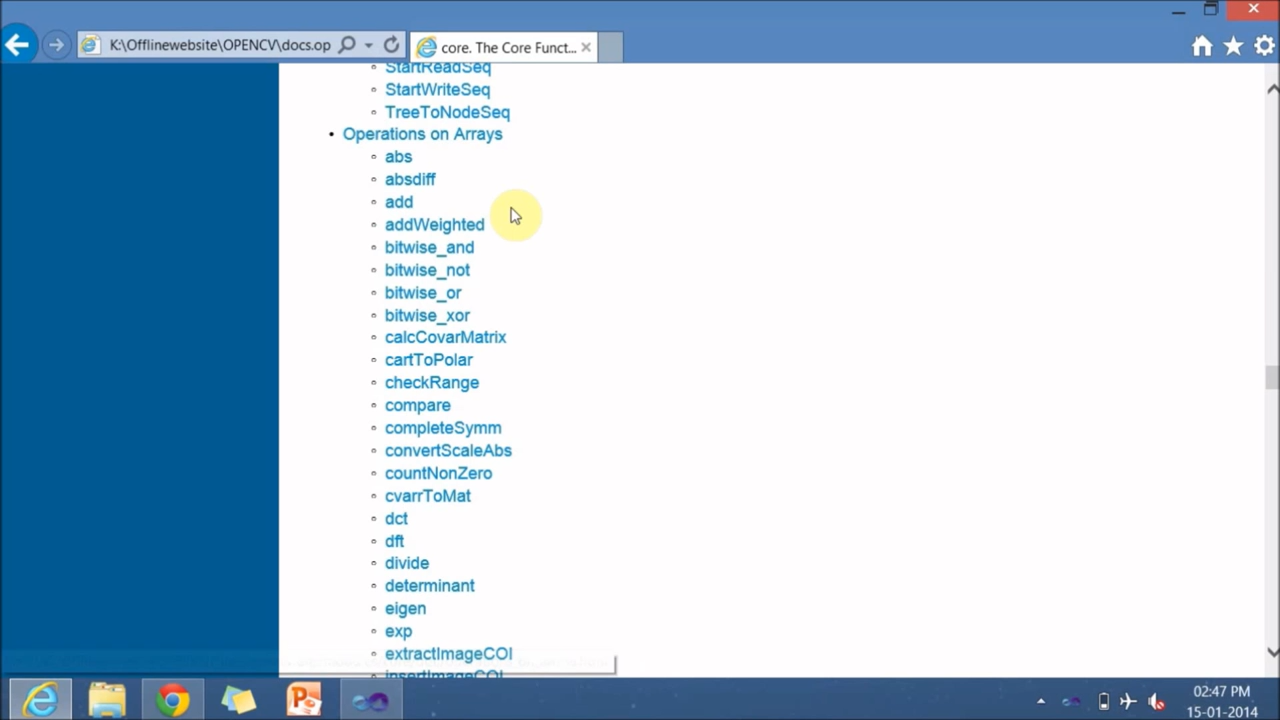 K:\Offlinewebsite\OPENCV\docs.op
core. The Core Funct...
StartReadSeq
StartWriteSeq
TreeToNodeSeq
Operations on Arrays
abs
absdiff
add
addWeighted
bitwise_and
bitwise_not
bitwise_or
bitwise_xor
calcCovarMatrix
cartToPolar
checkRange
compare
completeSymm
convertScaleAbs
countNonZero
cvarrToMat
dct
dft
divide
determinant
eigen
exp
extractImageCOI
insertImageCOI
02:47 PM
15-01-2014